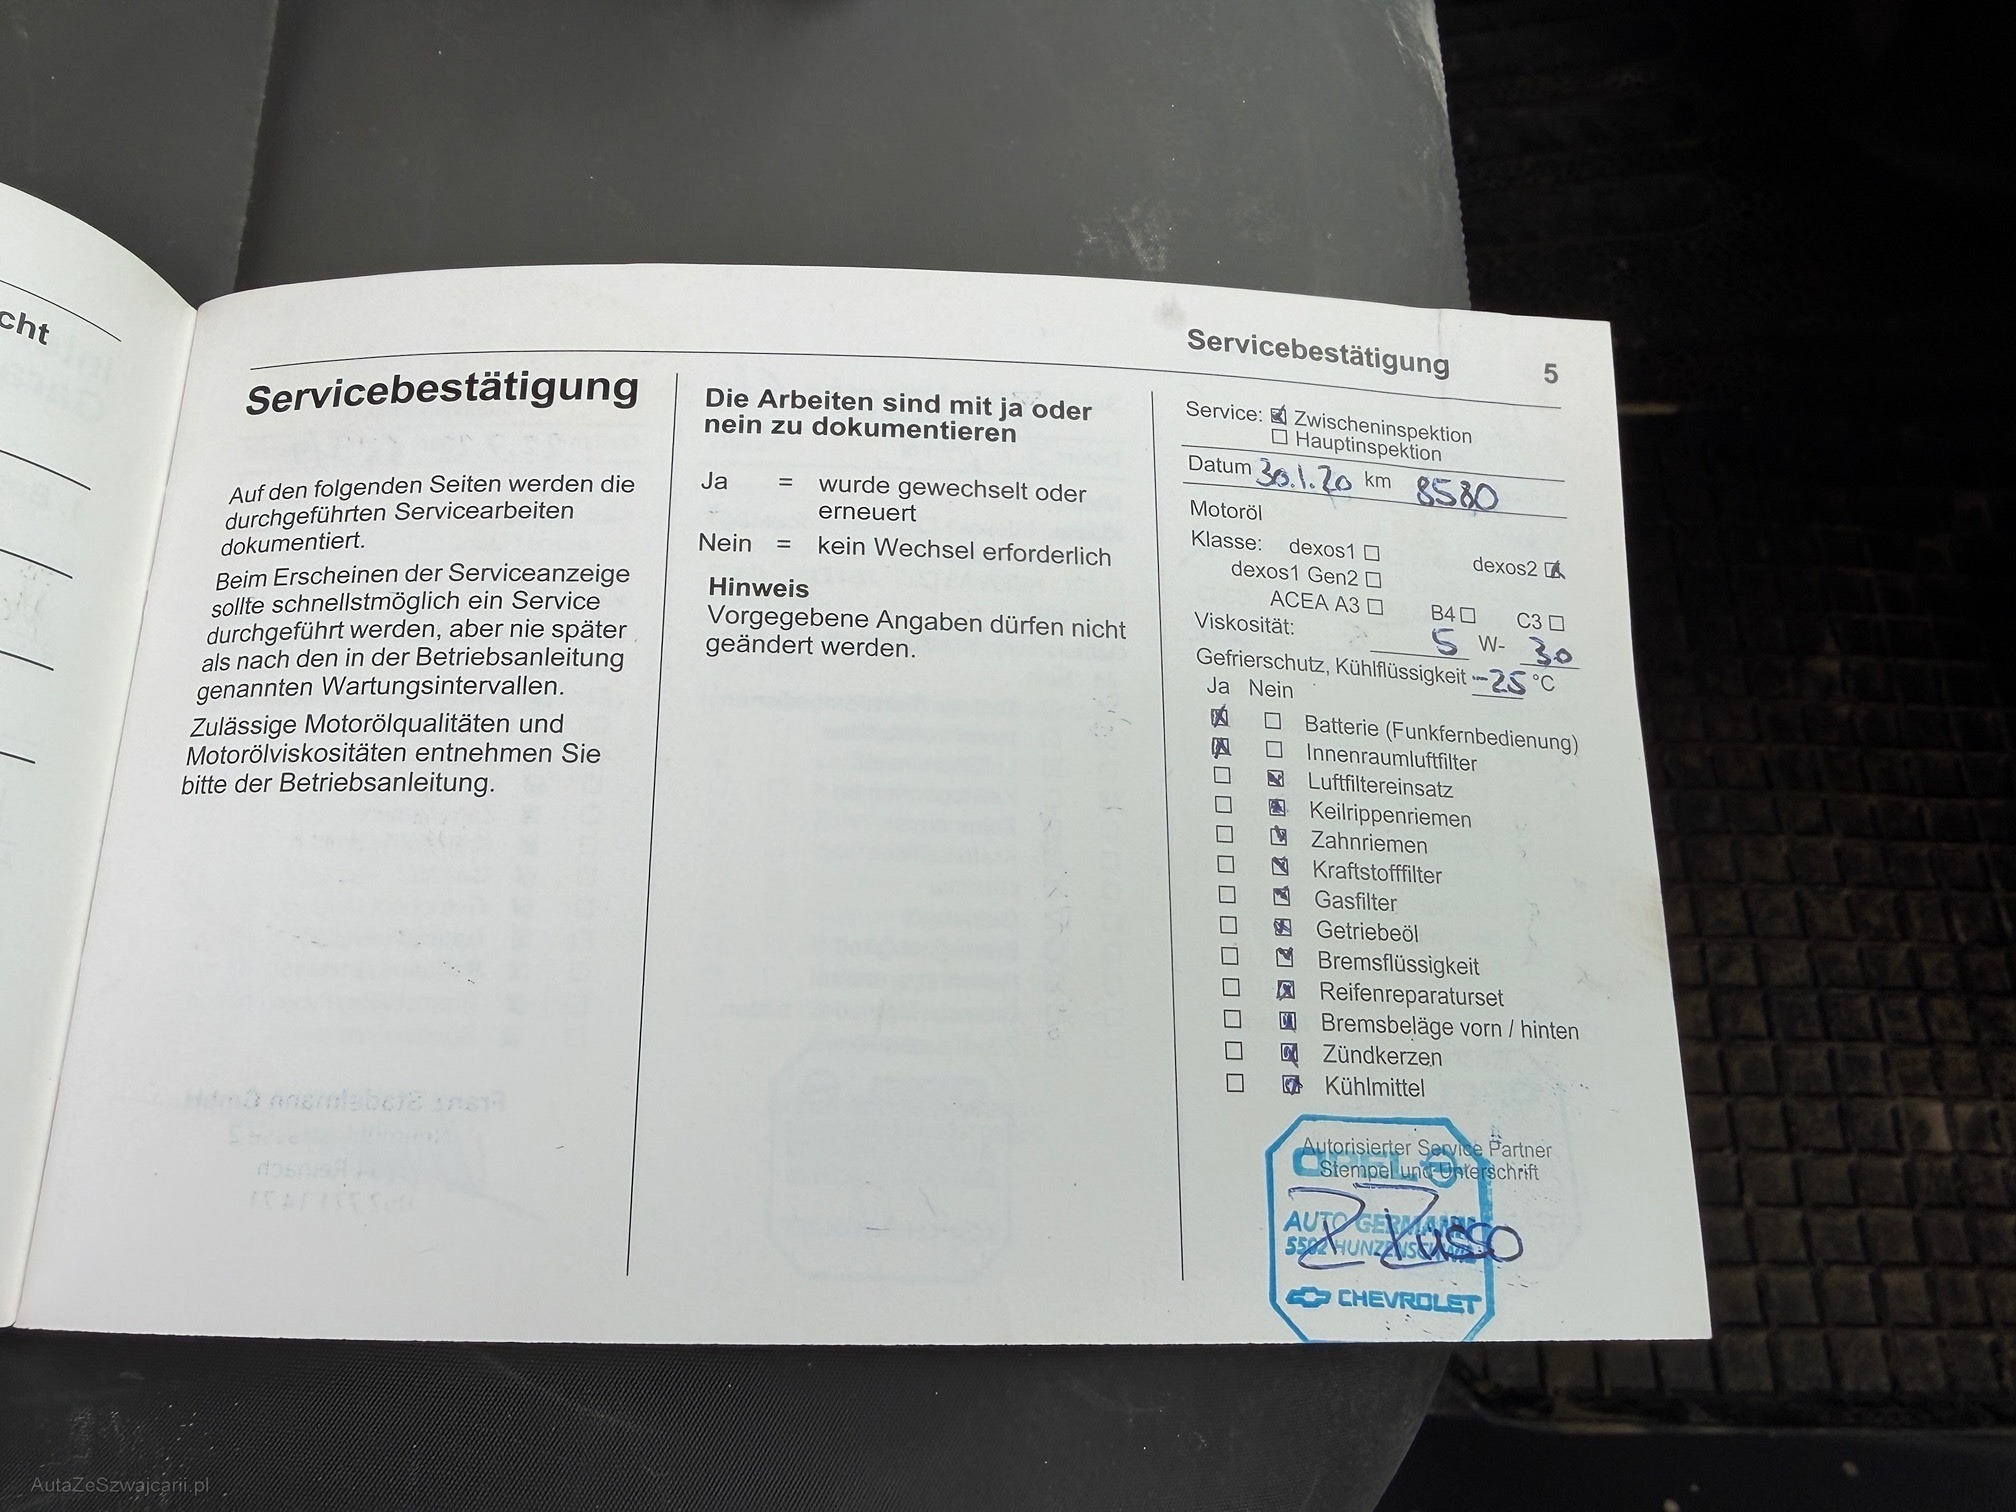 cht
Servicebestätigung 5
Servicebestätigung
Auf den folgenden Seiten werden die
durchgeführten Servicearbeiten
dokumentiert.
Beim Erscheinen der Serviceanzeige
sollte schnellstmöglich ein Service
durchgeführt werden, aber nie später
als nach den in der Betriebsanleitung
genannten Wartungsintervallen.
Zulässige Motorölqualitäten und
Motorölviskositäten entnehmen Sie
bitte der Betriebsanleitung.
Die Arbeiten sind mit ja oder
nein zu dokumentieren
Ja = wurde gewechselt oder
erneuert
Nein = kein Wechsel erforderlich
Hinweis
Vorgegebene Angaben dürfen nicht
geändert werden.
Service: Zwischeninspektion
Hauptinspektion
Datum 30.1.20 km 8580
Motoröl
Klasse: dexos1 dexos2
dexos1 Gen2
ACEA A3 B4 C3
Viskosität: 5 W- 30
Gefrierschutz, Kühlflüssigkeit -25 °C
Ja Nein
Batterie (Funkfernbedienung)
Innenraumluftfilter
Luftfiltereinsatz
Keilrippenriemen
Zahnriemen
Kraftstofffilter
Gasfilter
Getriebeöl
Bremsflüssigkeit
Reifenreparaturset
Bremsbeläge vorn / hinten
Zündkerzen
Kühlmittel
Autorisierter Service Partner
Stempel und Unterschrift
OPEL
AUTO GERMANN
5502 HUNZENSCHWIL
CHEVROLET
AutaZeSzwajcarii.pl